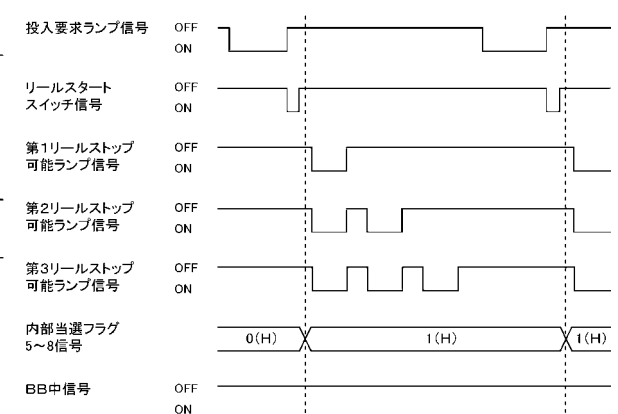 投入要求ランプ信号 OFF
ON
リールスタート OFF
スイッチ信号 ON
第1リールストップ OFF
可能ランプ信号 ON
第2リールストップ OFF
可能ランプ信号 ON
第3リールストップ OFF
可能ランプ信号 ON
内部当選フラグ
5～8信号
0(H) 1(H) 1(H)
BB中信号 OFF
ON